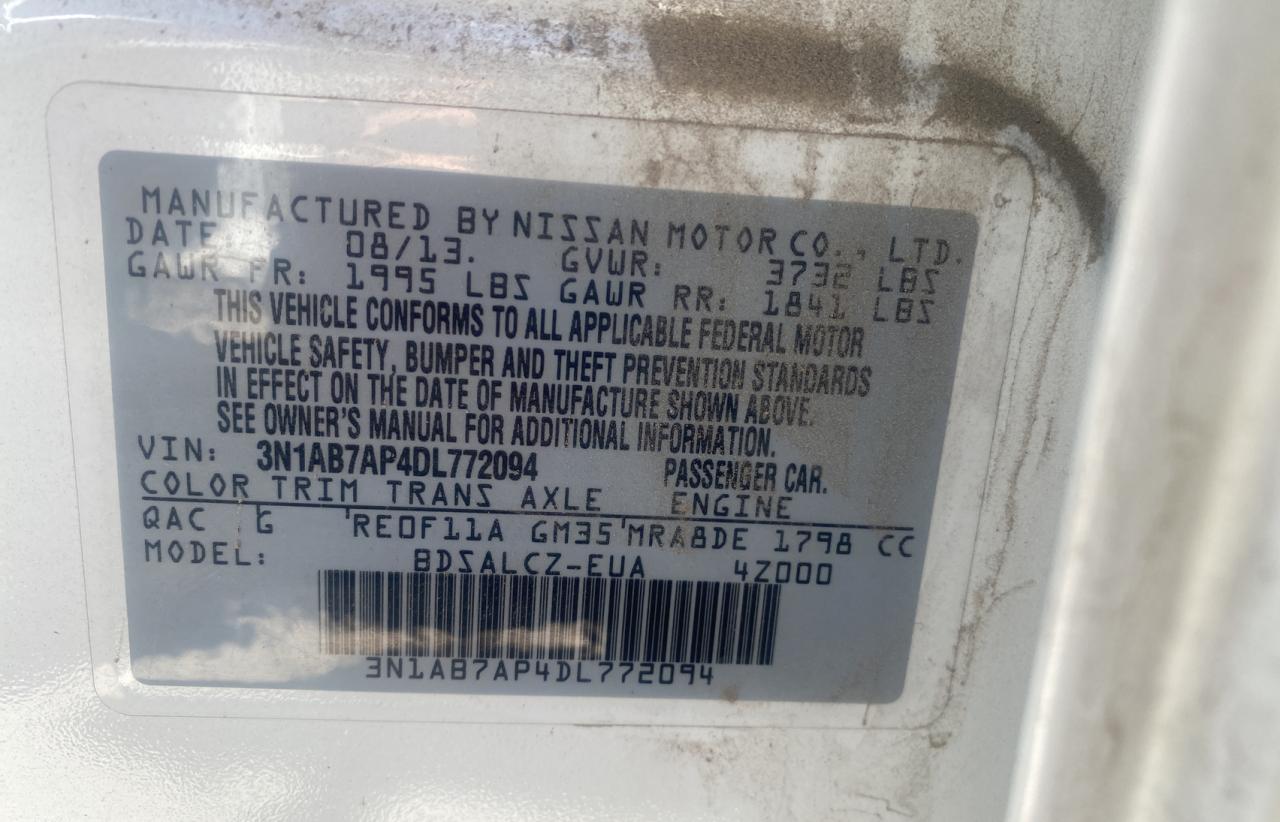 MANUFACTURED BY NISSAN MOTOR CO., LTD.
DATE: 08/13. GVWR: 3732 LBS
GAWR FR: 1995 LBS GAWR RR: 1841 LBS
THIS VEHICLE CONFORMS TO ALL APPLICABLE FEDERAL MOTOR
VEHICLE SAFETY, BUMPER AND THEFT PREVENTION STANDARDS
IN EFFECT ON THE DATE OF MANUFACTURE SHOWN ABOVE.
SEE OWNER'S MANUAL FOR ADDITIONAL INFORMATION.
VIN: 3N1AB7AP4DL772094 PASSENGER CAR.
COLOR TRIM TRANS AXLE ENGINE
QAC G RE0F11A GM35 MRA8DE 1798 CC
MODEL: BDSALCZ-EUA 4Z000
3N1AB7AP4DL772094